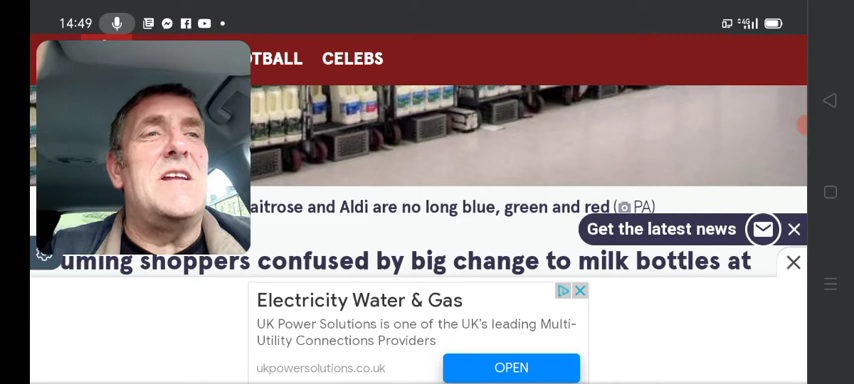 14:49
4G
OTBALL CELEBS
aitrose and Aldi are no long blue, green and red (PA)
Get the latest news
uming shoppers confused by big change to milk bottles at
Electricity Water & Gas
UK Power Solutions is one of the UK's leading Multi-
Utility Connections Providers
ukpowersolutions.co.uk
OPEN